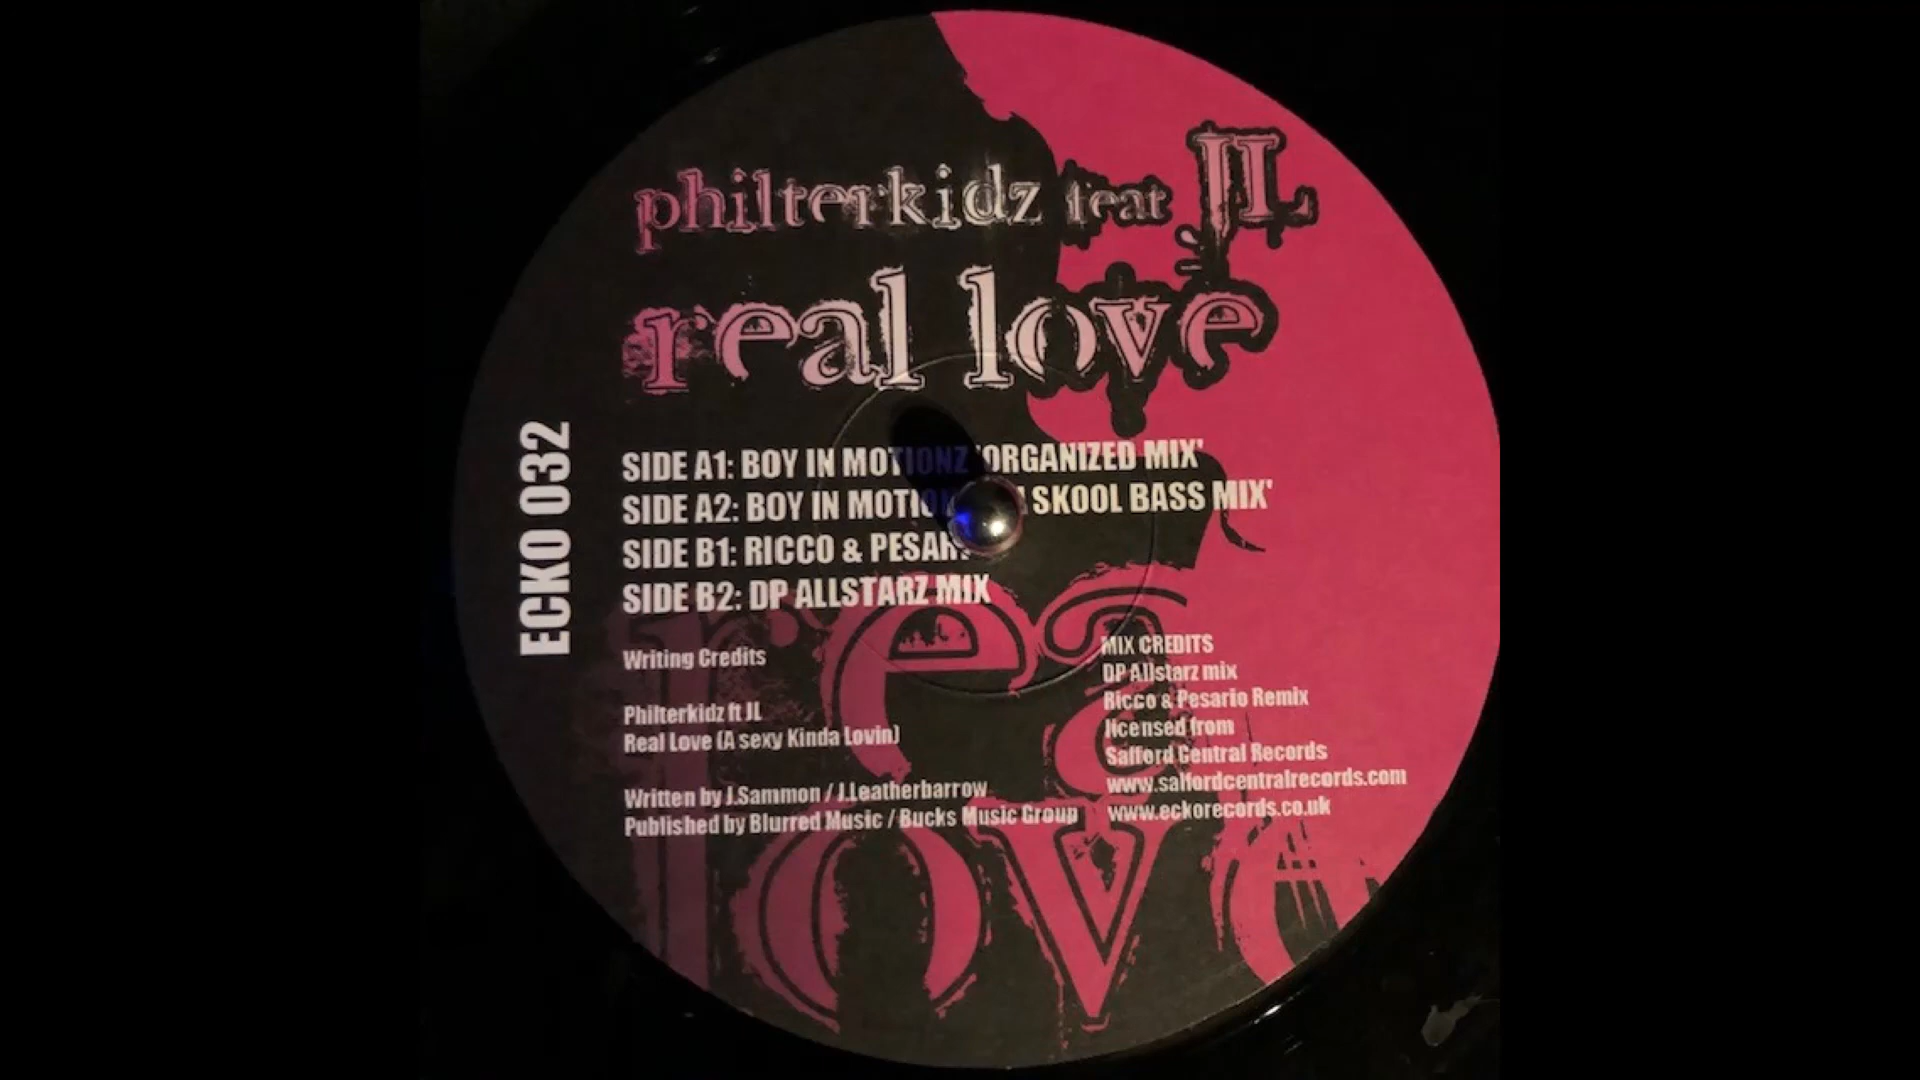 philterkidz feat JL
real love
ECKO 032
SIDE A1: BOY IN MOTIONZ 'ORGANIZED MIX'
SIDE A2: BOY IN SKOOL BASS MIX'
SIDE B1: RICCO &
SIDE B2: DP ALLSTARZ MIX
Writing Credits
Philterkidz ft JL
Real Love (A sexy Kinda Lovin)
Written by J.Sammon / J.Leatherbarrow
Published by Blurred Music / Bucks Music Group
MIX CREDITS
DP Allstarz mix
Ricco & Pesario Remix
licensed from
Salford Central Records
www.salfordcentralrecords.com
www.eckorecords.co.uk
real
love